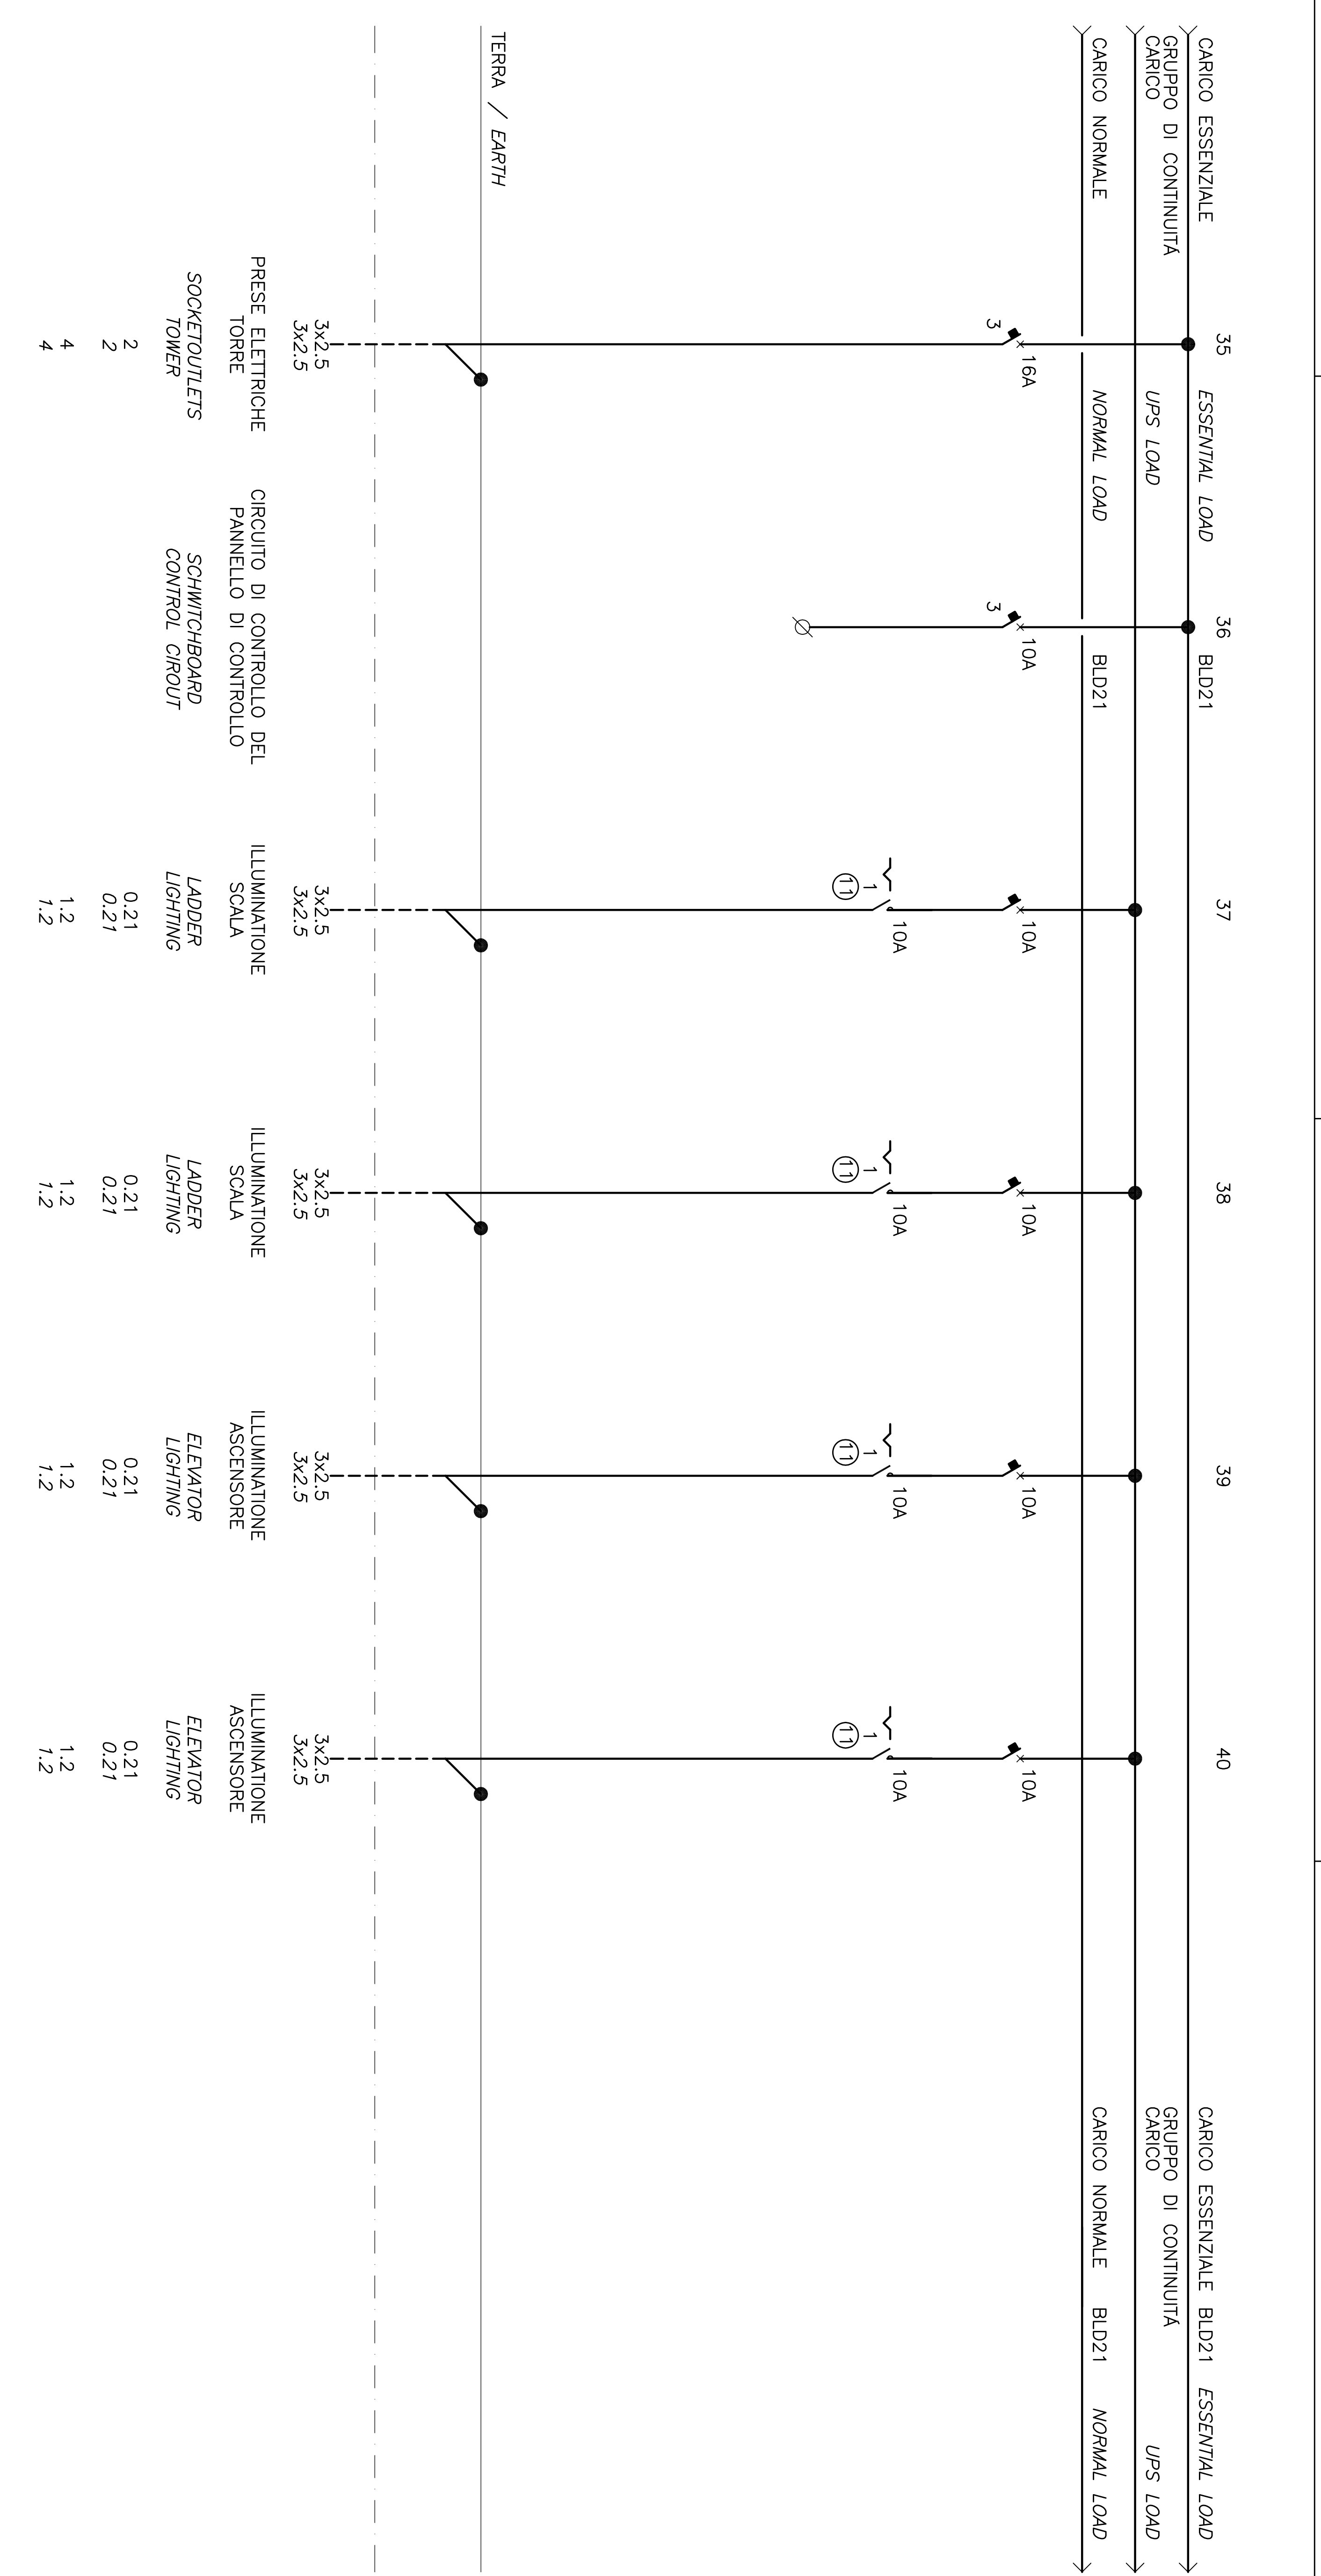 35
36
37
38
39
40
CARICO ESSENZIALE
ESSENTIAL LOAD
BLD21
CARICO ESSENZIALE BLD21 ESSENTIAL LOAD
GRUPPO DI CONTINUITÁ
CARICO
UPS LOAD
GRUPPO DI CONTINUITÁ
CARICO
UPS LOAD
CARICO NORMALE
NORMAL LOAD
BLD21
CARICO NORMALE BLD21 NORMAL LOAD
16A
3
10A
3
10A
10A
10A
10A
10A
1
11
10A
1
11
10A
1
11
10A
1
11
TERRA / EARTH
3x2.5
3x2.5
3x2.5
3x2.5
3x2.5
3x2.5
3x2.5
3x2.5
3x2.5
3x2.5
PRESE ELETTRICHE
TORRE
SOCKETOUTLETS
TOWER
CIRCUITO DI CONTROLLO DEL
PANNELLO DI CONTROLLO
SCHWITCHBOARD
CONTROL CIROUT
ILLUMINATIONE
SCALA
LADDER
LIGHTING
ILLUMINATIONE
SCALA
LADDER
LIGHTING
ILLUMINATIONE
ASCENSORE
ELEVATOR
LIGHTING
ILLUMINATIONE
ASCENSORE
ELEVATOR
LIGHTING
2
2
0.21
0.21
0.21
0.21
0.21
0.21
0.21
0.21
4
4
1.2
1.2
1.2
1.2
1.2
1.2
1.2
1.2